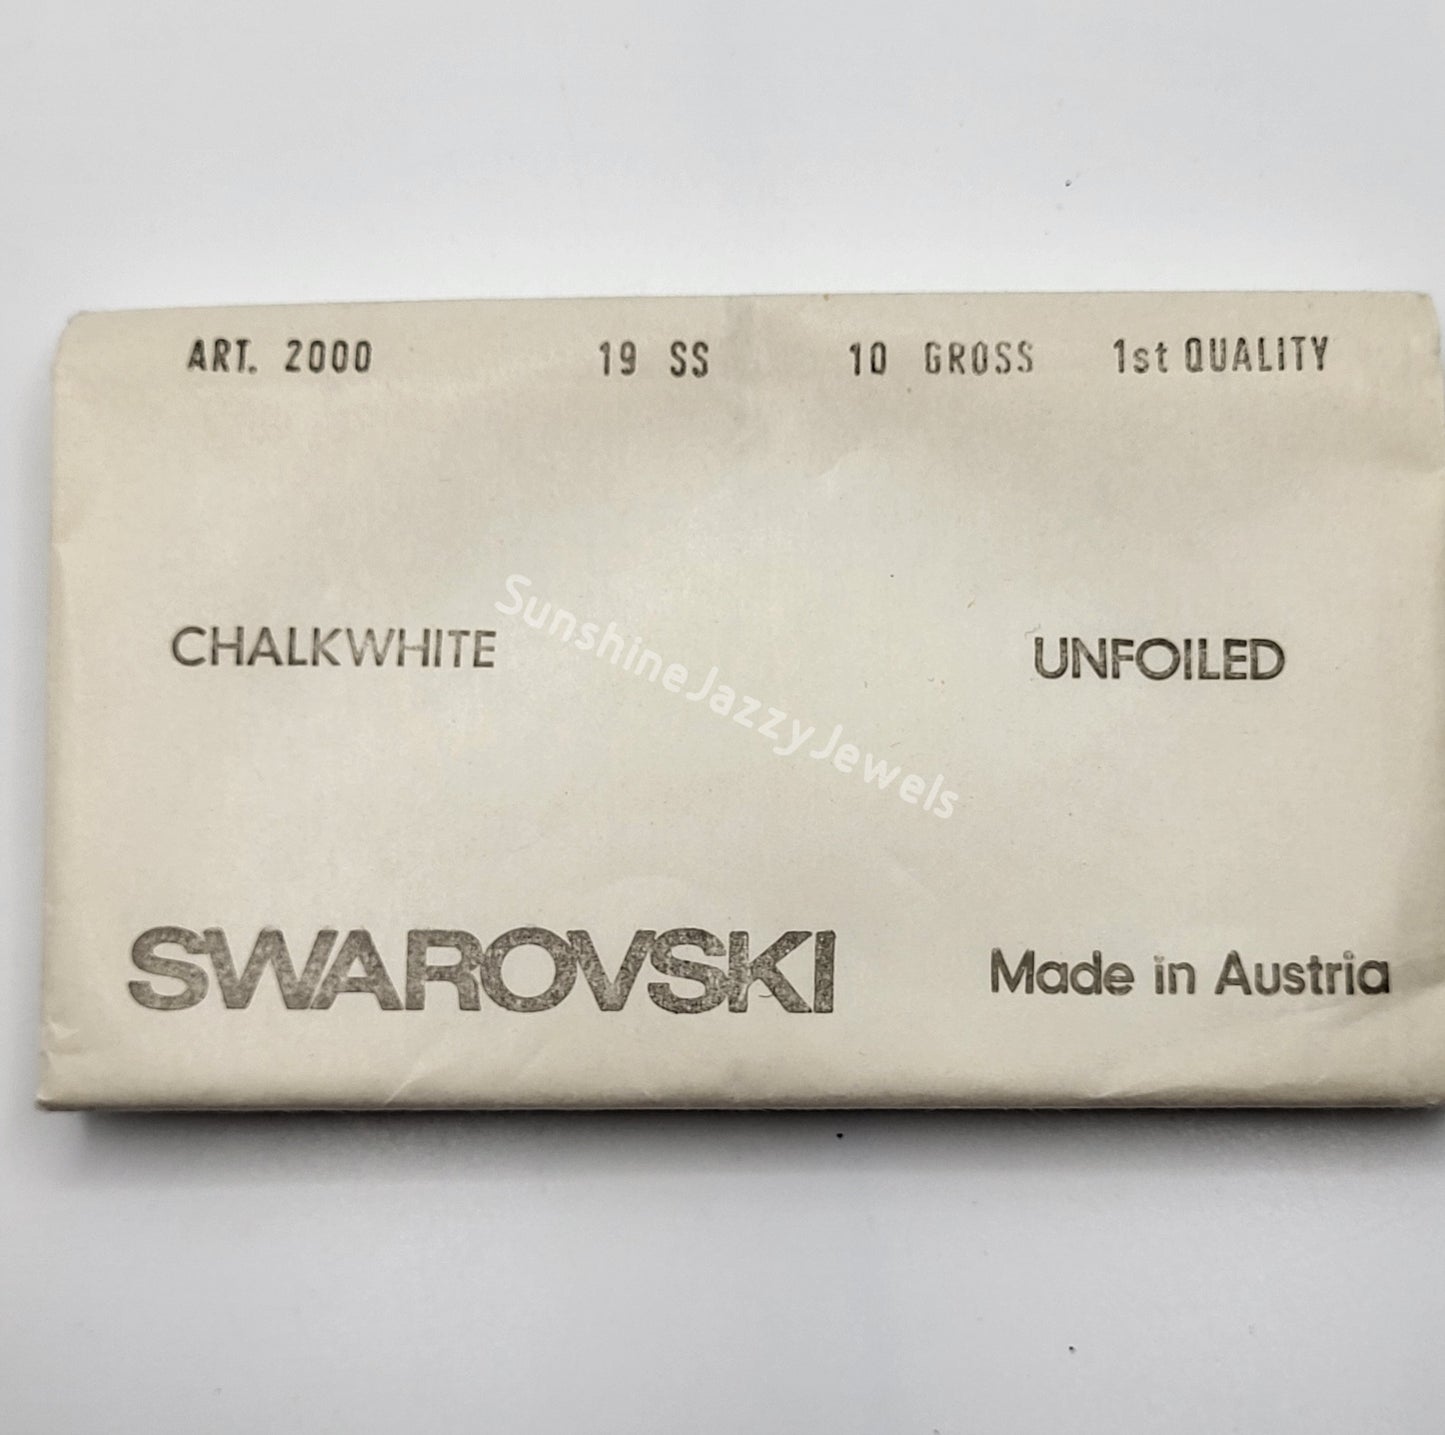 ART. 2000 19 SS 10 GROSS 1st QUALITY
CHALKWHITE UNFOILED
SunshineJazzyJewels
SWAROVSKI Made in Austria